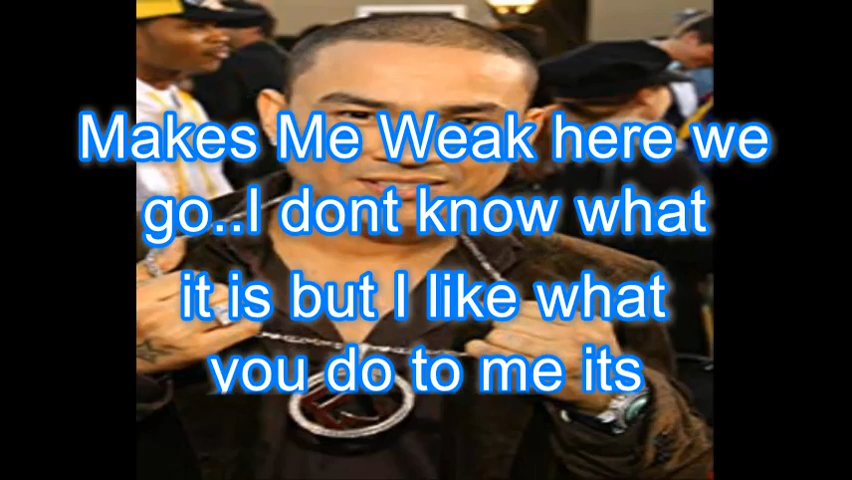 Makes Me Weak here we
go..I dont know what
it is but I like what
you do to me its